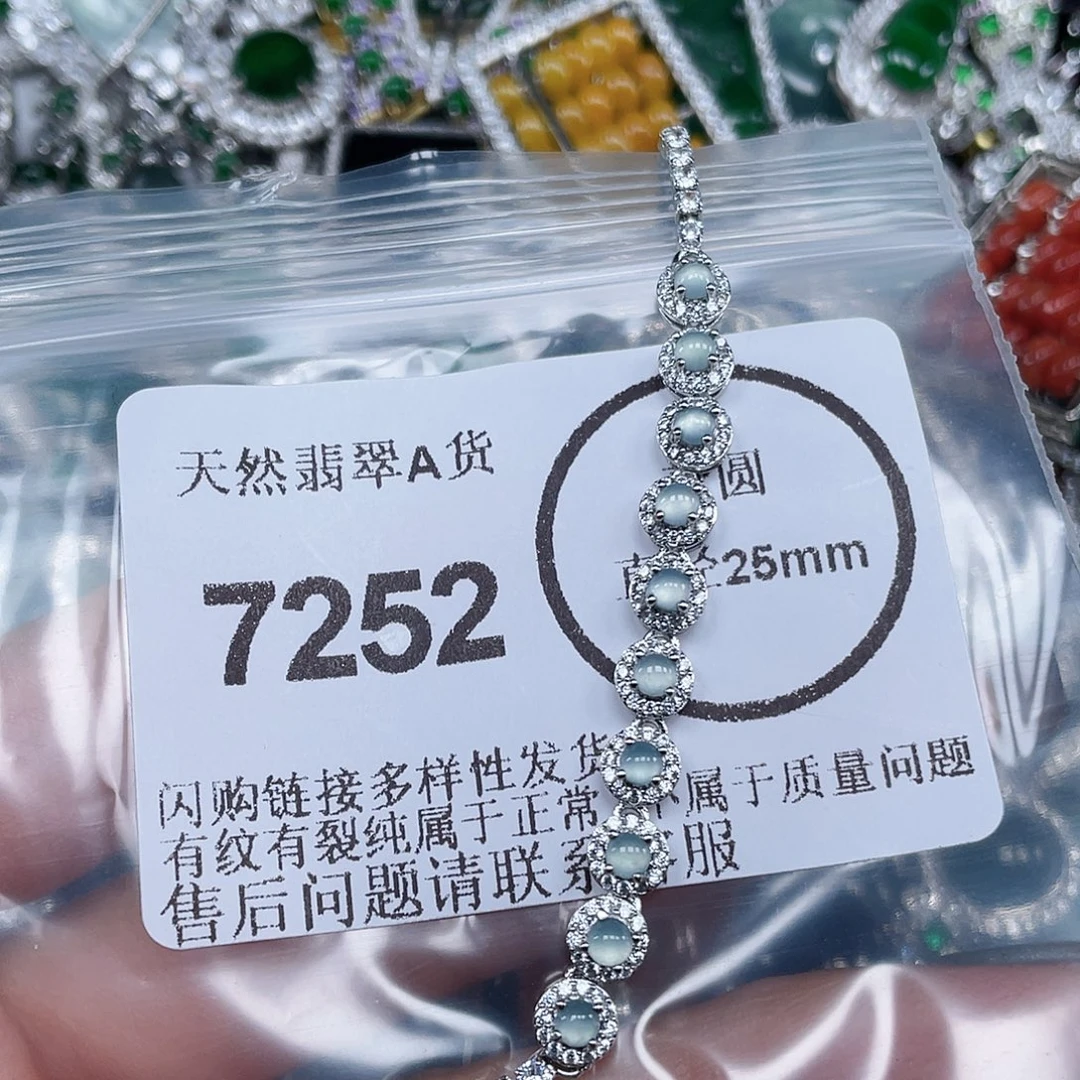 天然翡翠A货
7252
圆
25mm
闪购链接多样性发货
有纹有裂纯属于正常 属于质量问题
售后问题请联系 服